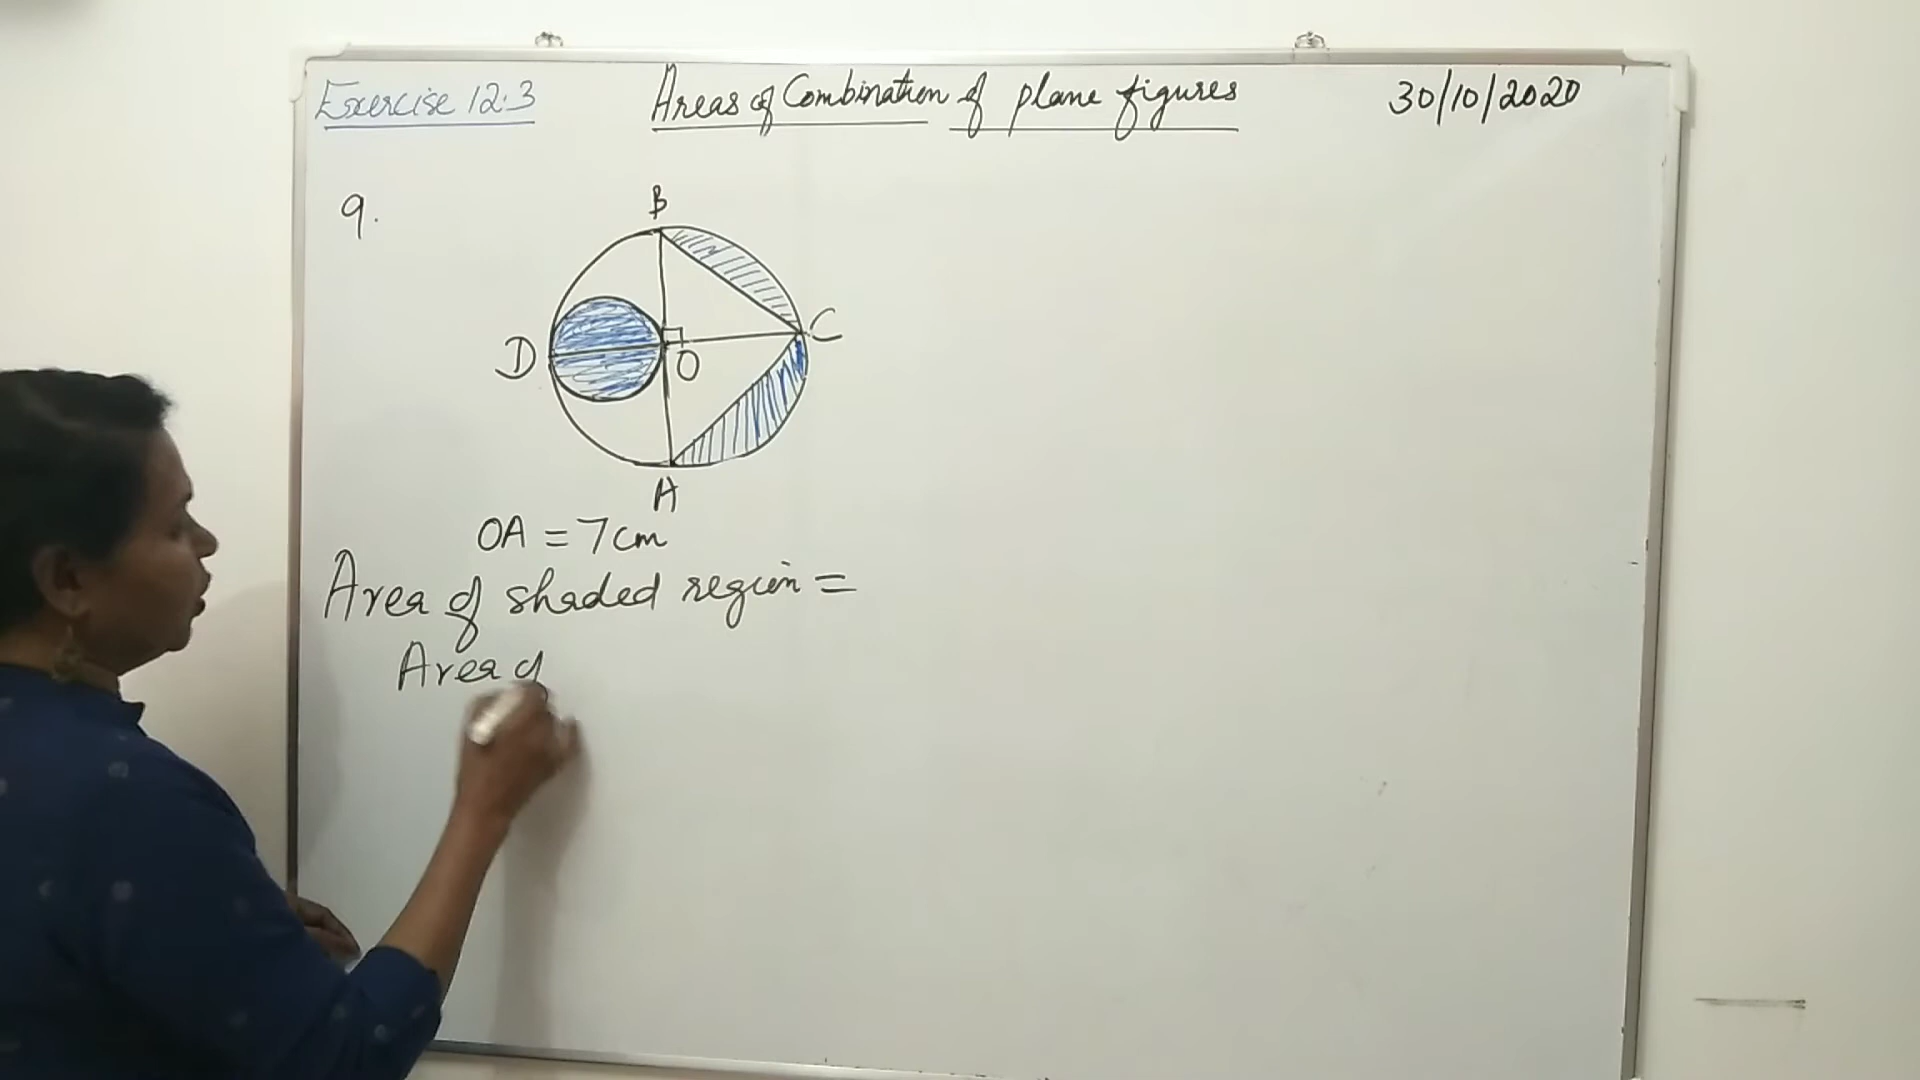 Exercise 12.3
Areas of Combination of plane figures
30/10/2020
9.
B
D
O
C
A
OA = 7cm
Area of shaded region =
Area of